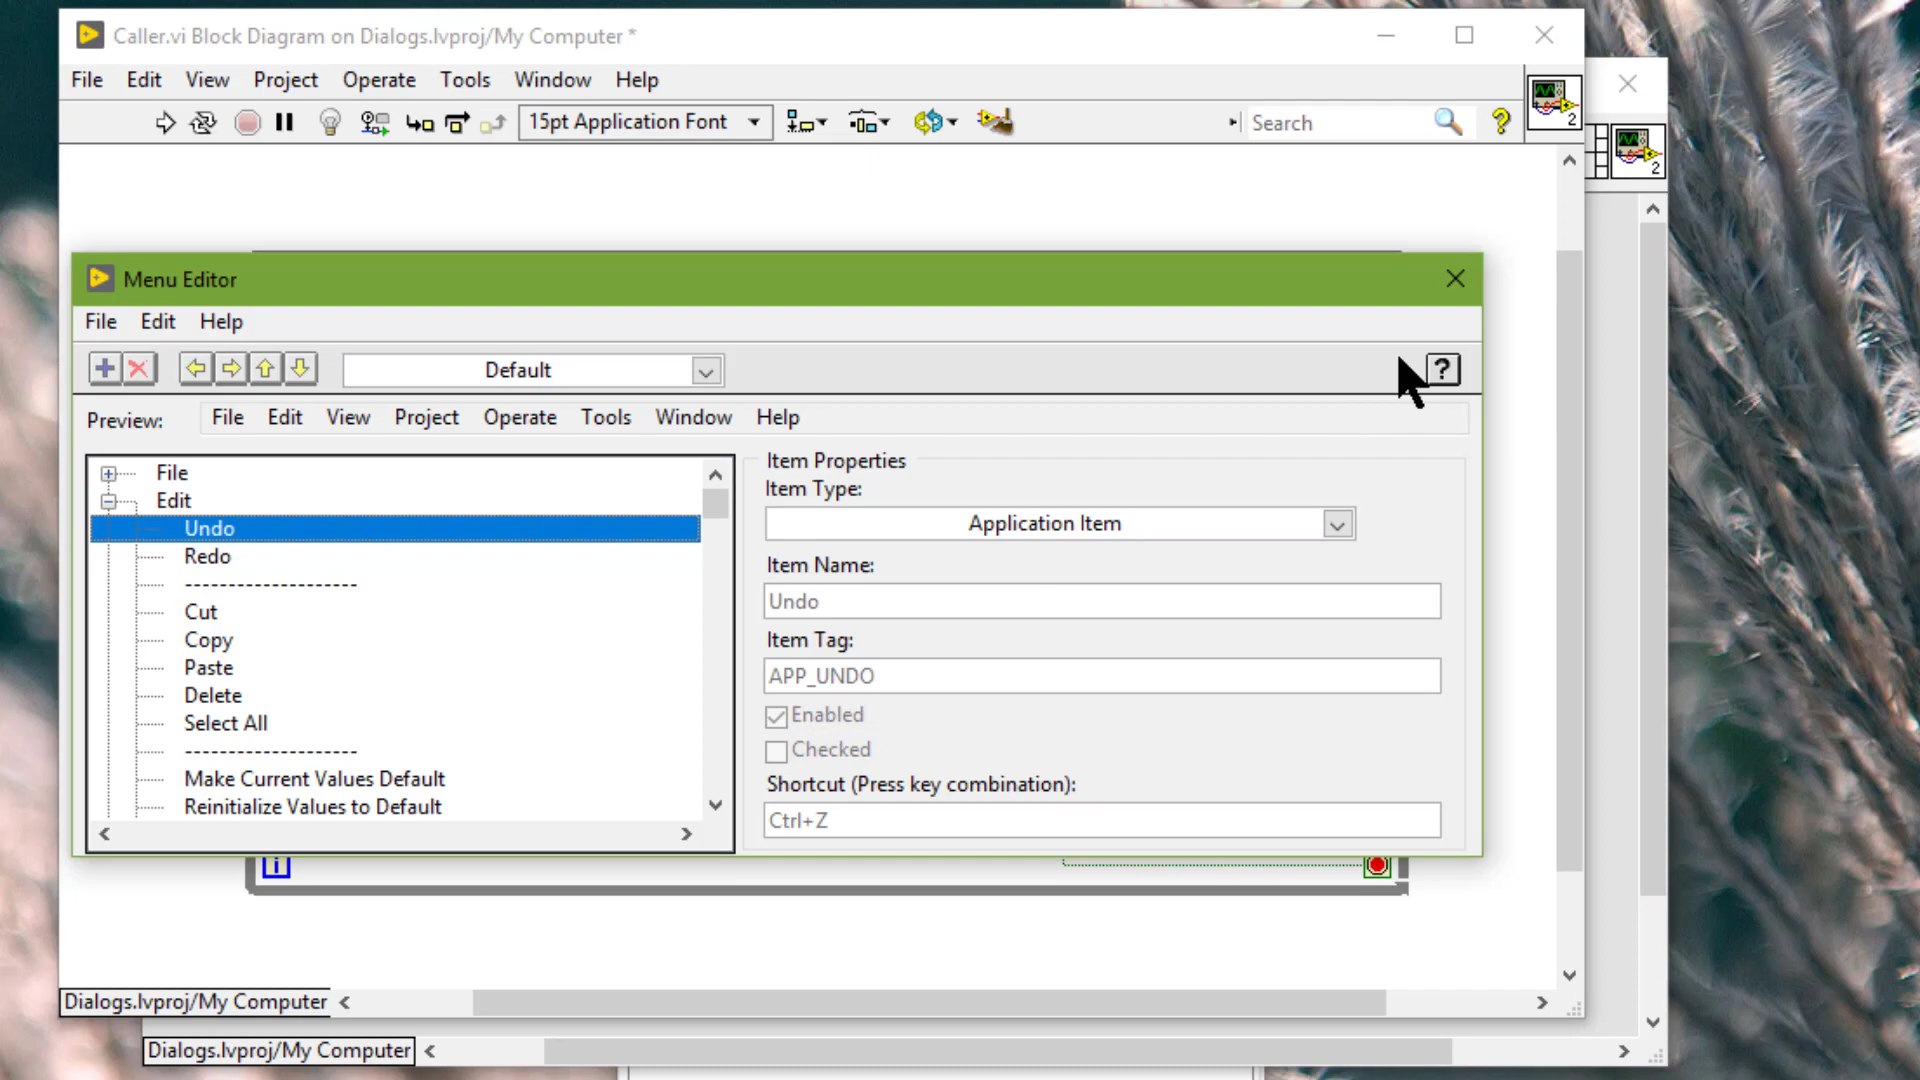 Caller.vi Block Diagram on Dialogs.lvproj/My Computer *
File Edit View Project Operate Tools Window Help
15pt Application Font
Search
?
2
2
Menu Editor
File Edit Help
Default
?
Preview: File Edit View Project Operate Tools Window Help
File
Edit
Undo
Redo
--------------------
Cut
Copy
Paste
Delete
Select All
--------------------
Make Current Values Default
Reinitialize Values to Default
Item Properties
Item Type:
Application Item
Item Name:
Undo
Item Tag:
APP_UNDO
Enabled
Checked
Shortcut (Press key combination):
Ctrl+Z
i
Dialogs.lvproj/My Computer
Dialogs.lvproj/My Computer